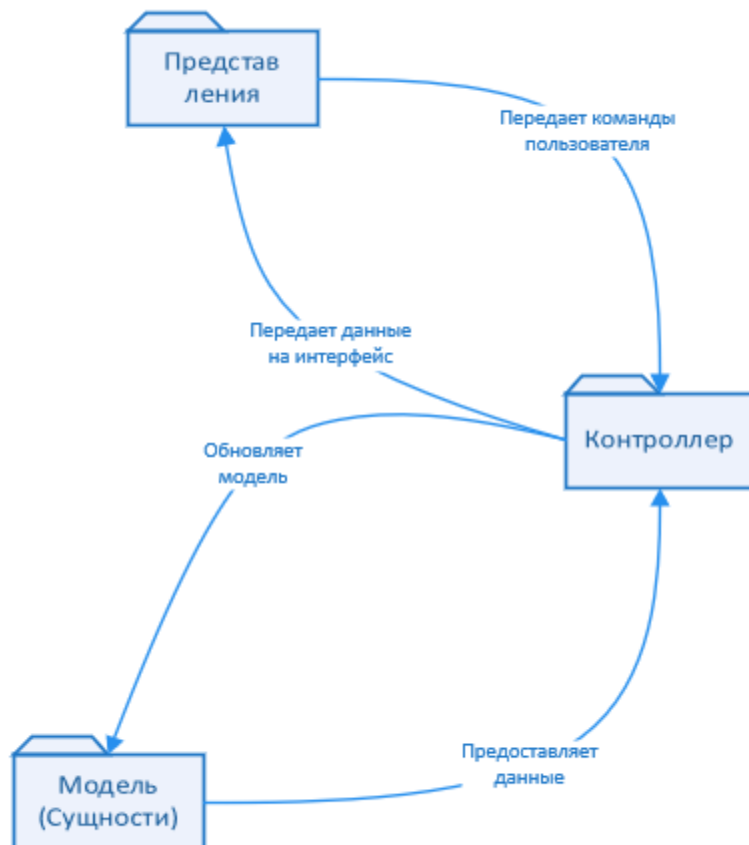 Представ
ления
Передает команды
пользователя
Передает данные
на интерфейс
Контроллер
Обновляет
модель
Предоставляет
данные
Модель
(Сущности)